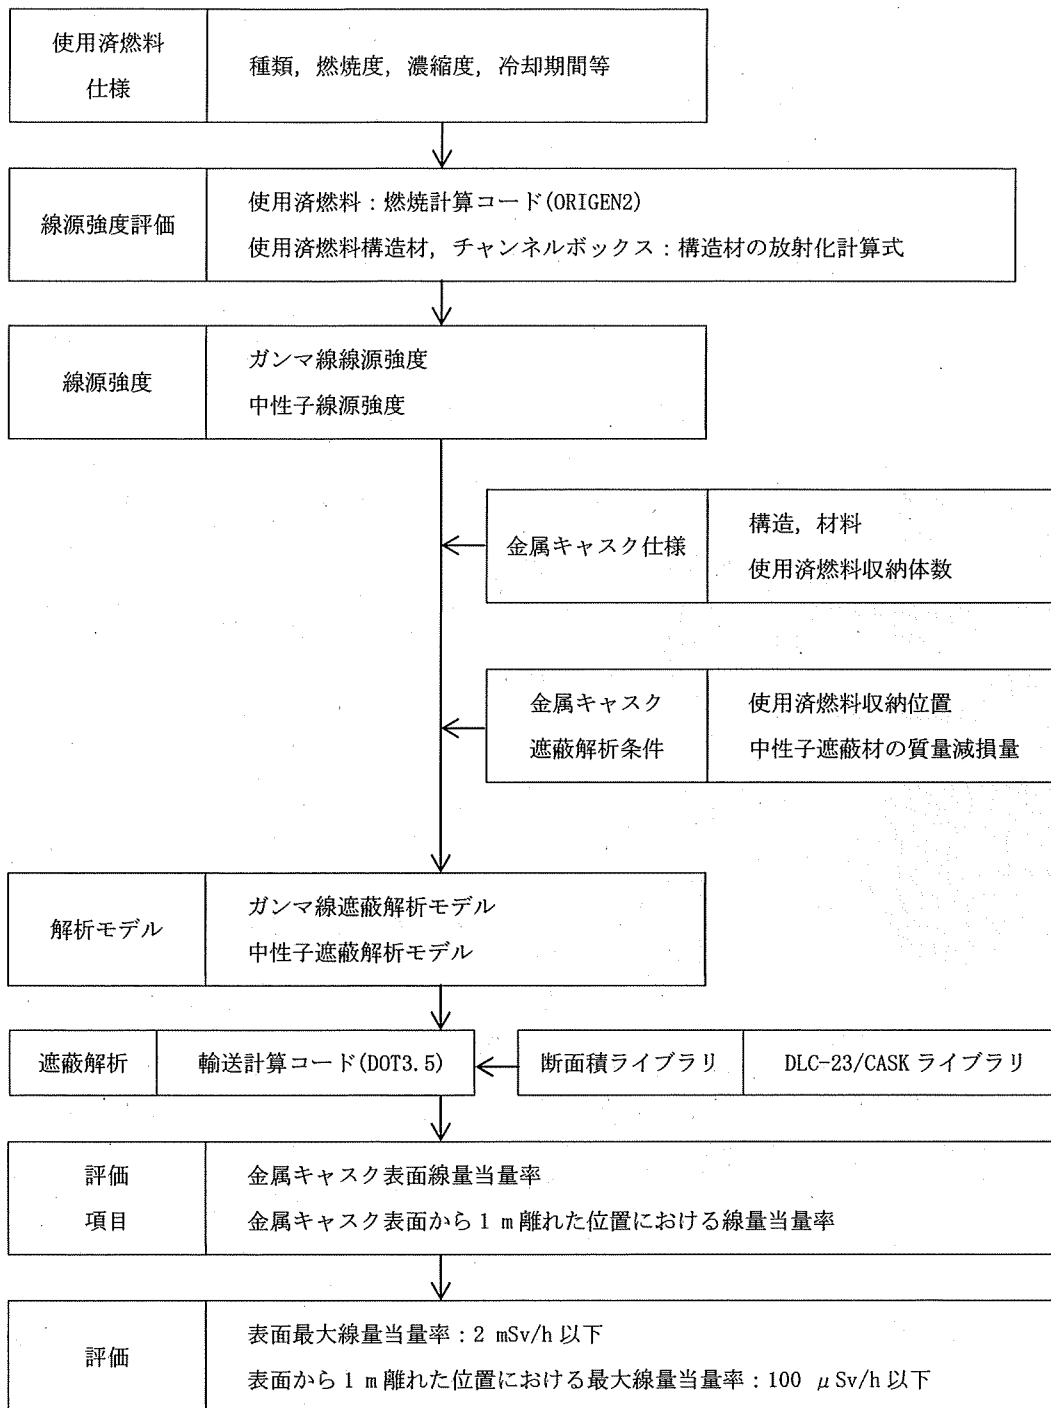 使用済燃料
仕様
種類，燃焼度，濃縮度，冷却期間等
線源強度評価
使用済燃料：燃焼計算コード(ORIGEN2)
使用済燃料構造材，チャンネルボックス：構造材の放射化計算式
線源強度
ガンマ線線源強度
中性子線源強度
金属キャスク仕様
構造，材料
使用済燃料収納体数
金属キャスク
遮蔽解析条件
使用済燃料収納位置
中性子遮蔽材の質量減損量
解析モデル
ガンマ線遮蔽解析モデル
中性子遮蔽解析モデル
遮蔽解析
輸送計算コード(DOT3.5)
断面積ライブラリ
DLC-23/CASK ライブラリ
評価
項目
金属キャスク表面線量当量率
金属キャスク表面から 1 m 離れた位置における線量当量率
評価
表面最大線量当量率：2 mSv/h 以下
表面から 1 m 離れた位置における最大線量当量率：100 μSv/h 以下